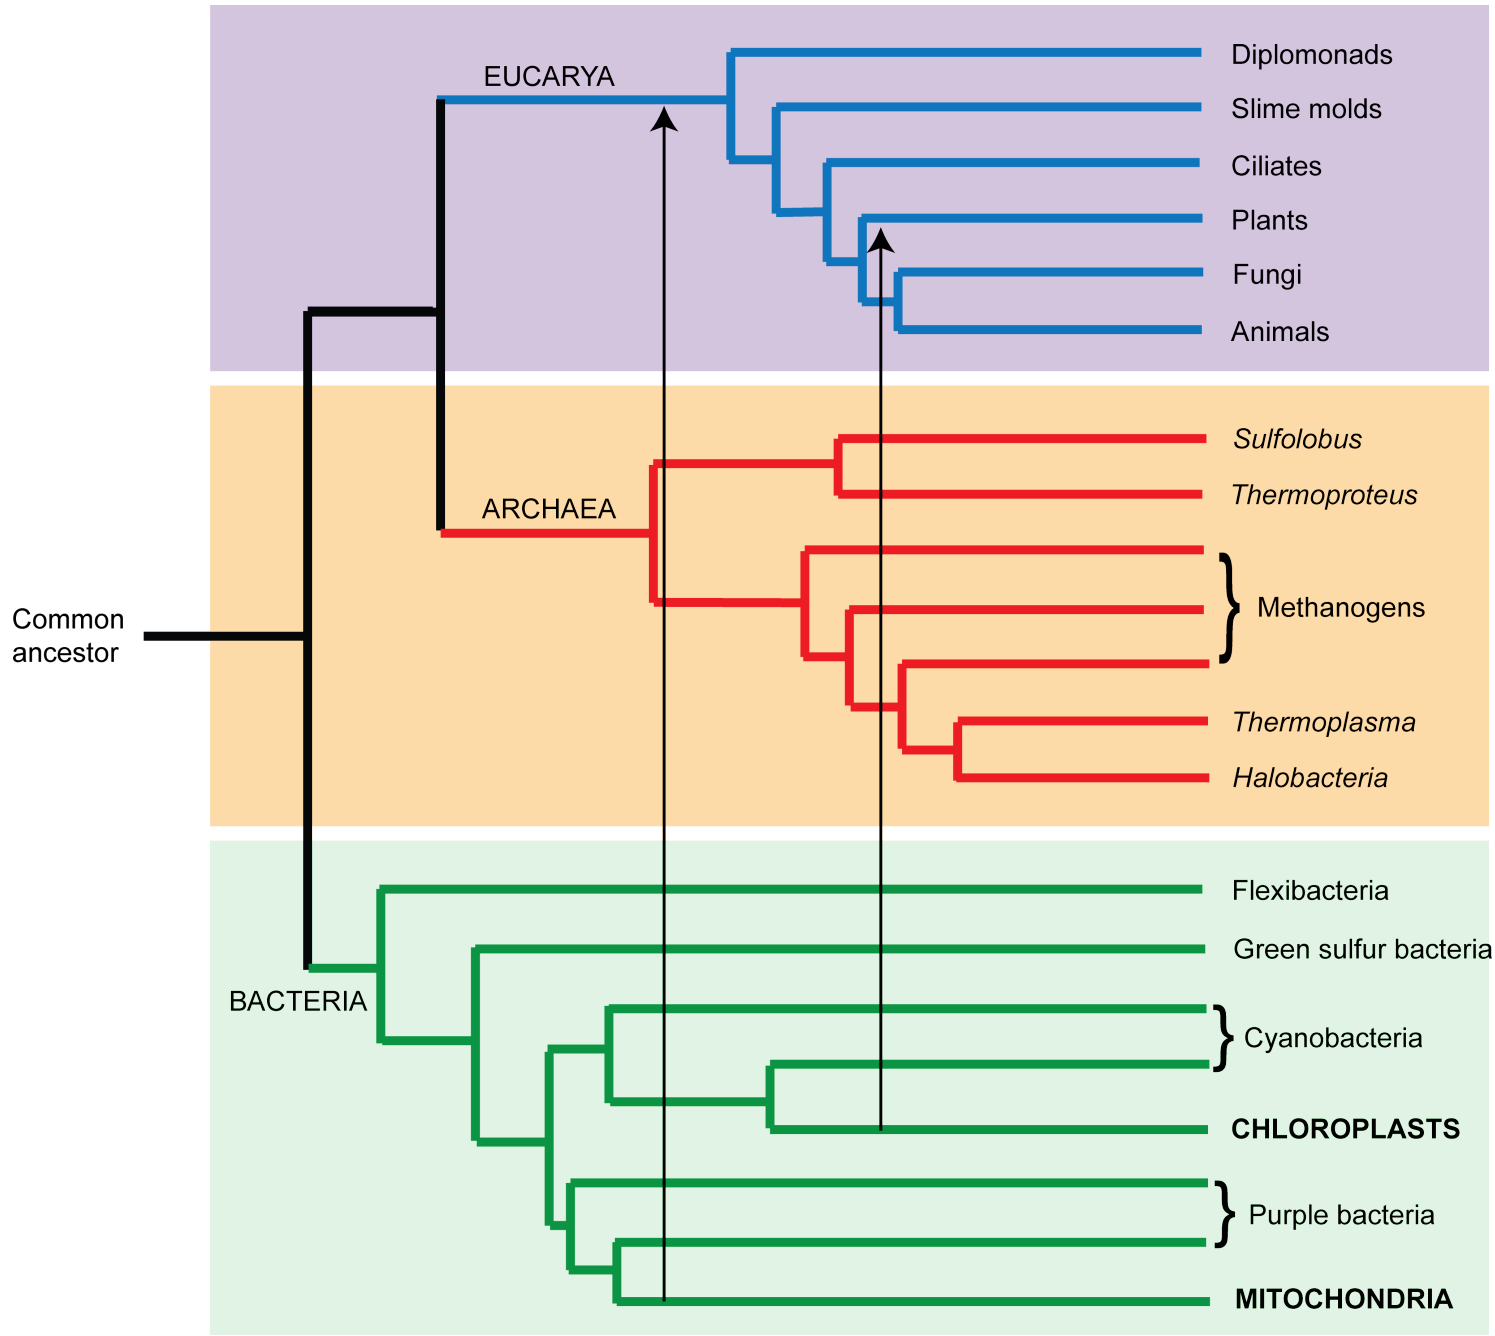 EUCARYA
Diplomonads
Slime molds
Ciliates
Plants
Fungi
Animals
ARCHAEA
Sulfolobus
Thermoproteus
Methanogens
Thermoplasma
Halobacteria
Common
ancestor
BACTERIA
Flexibacteria
Green sulfur bacteria
Cyanobacteria
CHLOROPLASTS
Purple bacteria
MITOCHONDRIA